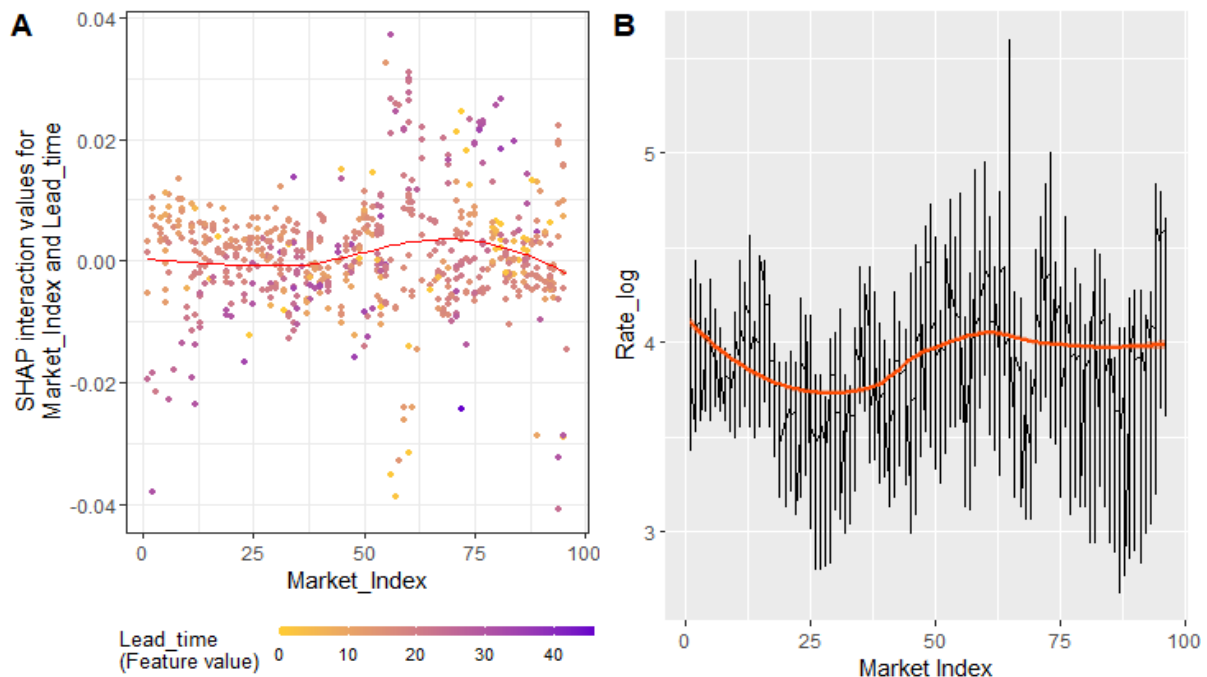 A
SHAP interaction values for
Market_Index and Lead_time
0.04
0.02
0.00
-0.02
-0.04
0
25
50
75
100
Market_Index
Lead_time
(Feature value)
0
10
20
30
40
B
Rate_log
5
4
3
0
25
50
75
100
Market Index